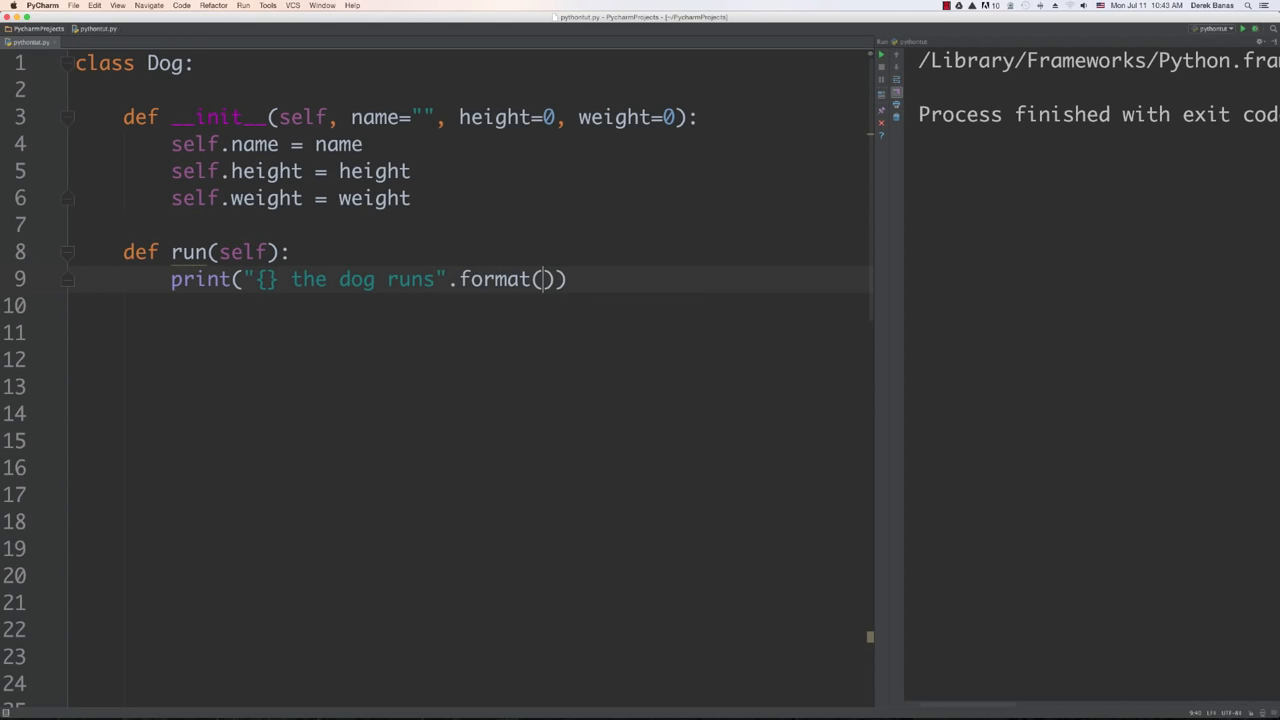 PyCharm File Edit View Navigate Code Refactor Run Tools VCS Window Help 10 Mon Jul 11 10:43 AM Derek Banas
pythontut.py - PycharmProjects - [~/PycharmProjects]
PycharmProjects pythontut.py pythontut
pythontut.py Run pythontut
1 class Dog:
2
3 def __init__(self, name="", height=0, weight=0):
4 self.name = name
5 self.height = height
6 self.weight = weight
7
8 def run(self):
9 print("{} the dog runs".format())
10
11
12
13
14
15
16
17
18
19
20
21
22
23
24
/Library/Frameworks/Python.fra
Process finished with exit code
9:40 LF÷ UTF-8÷